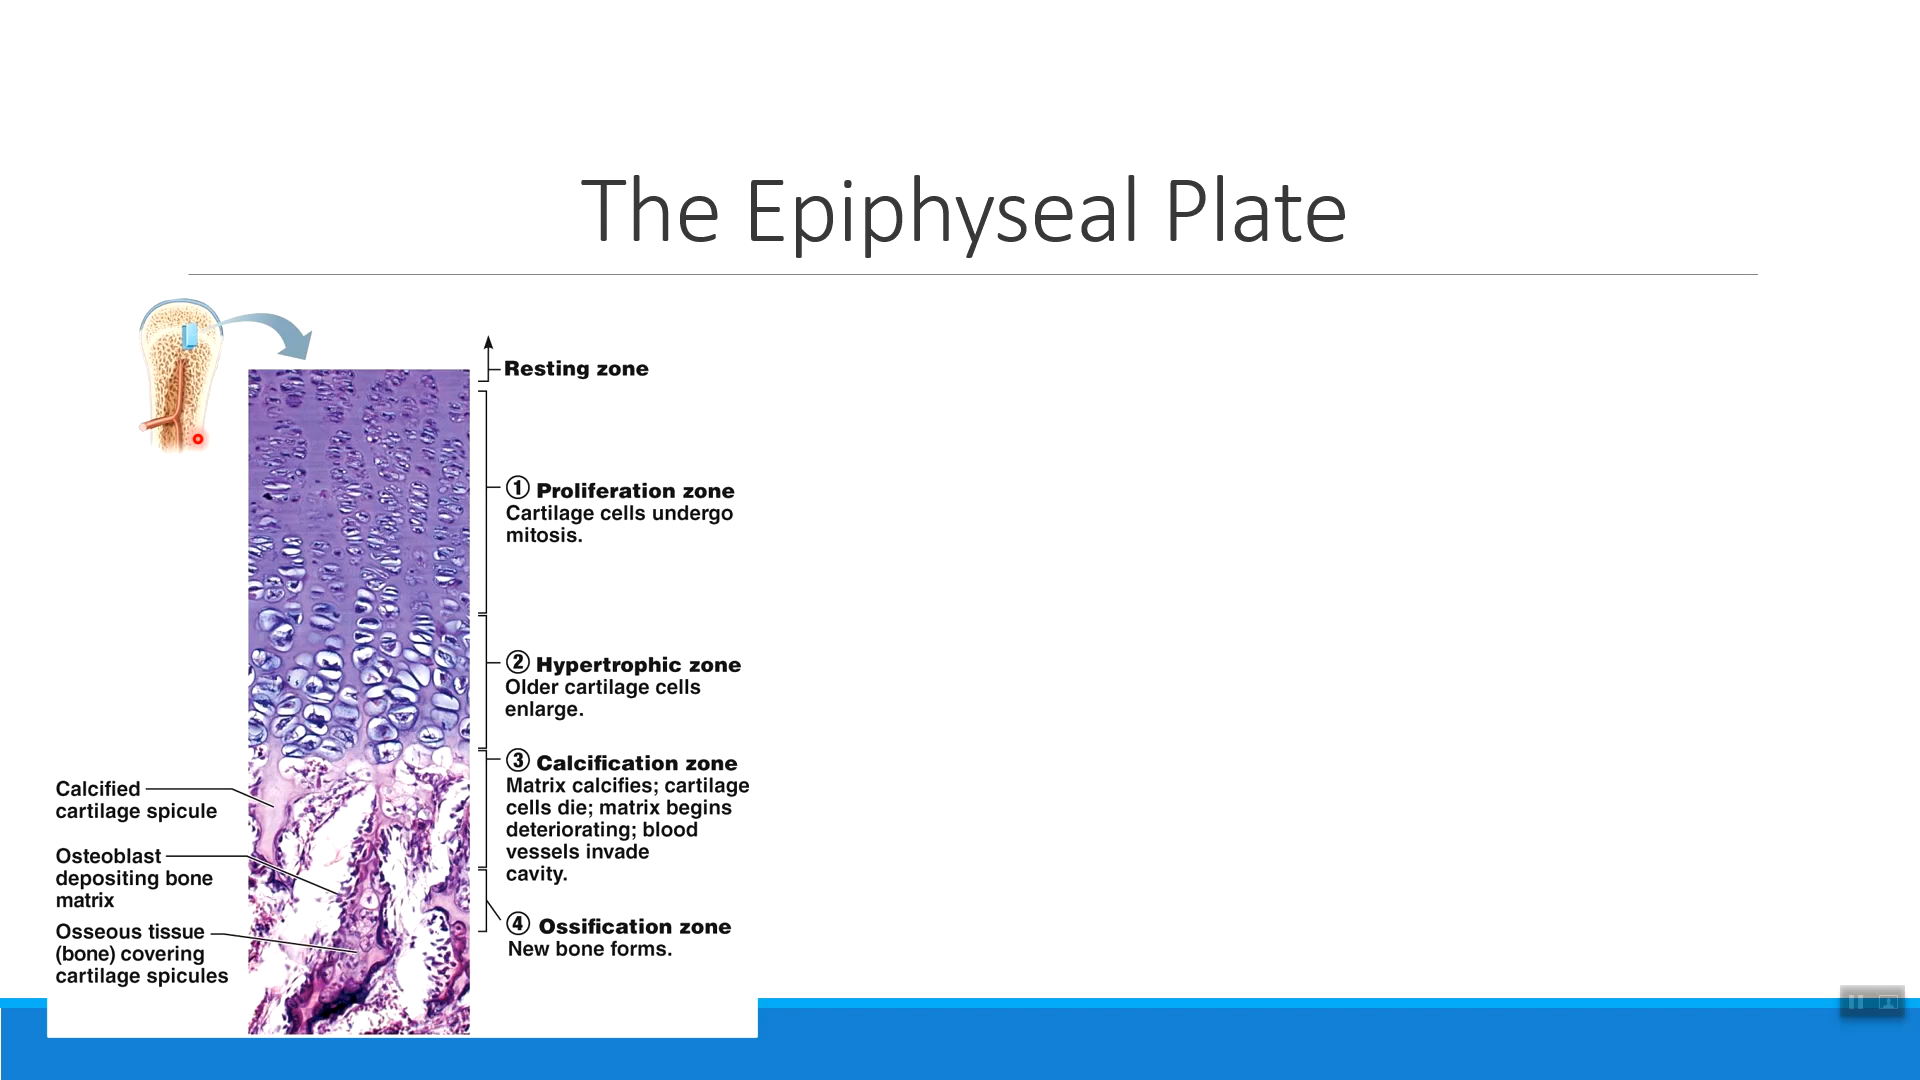 The Epiphyseal Plate
Resting zone
① Proliferation zone
Cartilage cells undergo
mitosis.
② Hypertrophic zone
Older cartilage cells
enlarge.
③ Calcification zone
Matrix calcifies; cartilage
cells die; matrix begins
deteriorating; blood
vessels invade
cavity.
④ Ossification zone
New bone forms.
Calcified
cartilage spicule
Osteoblast
depositing bone
matrix
Osseous tissue
(bone) covering
cartilage spicules